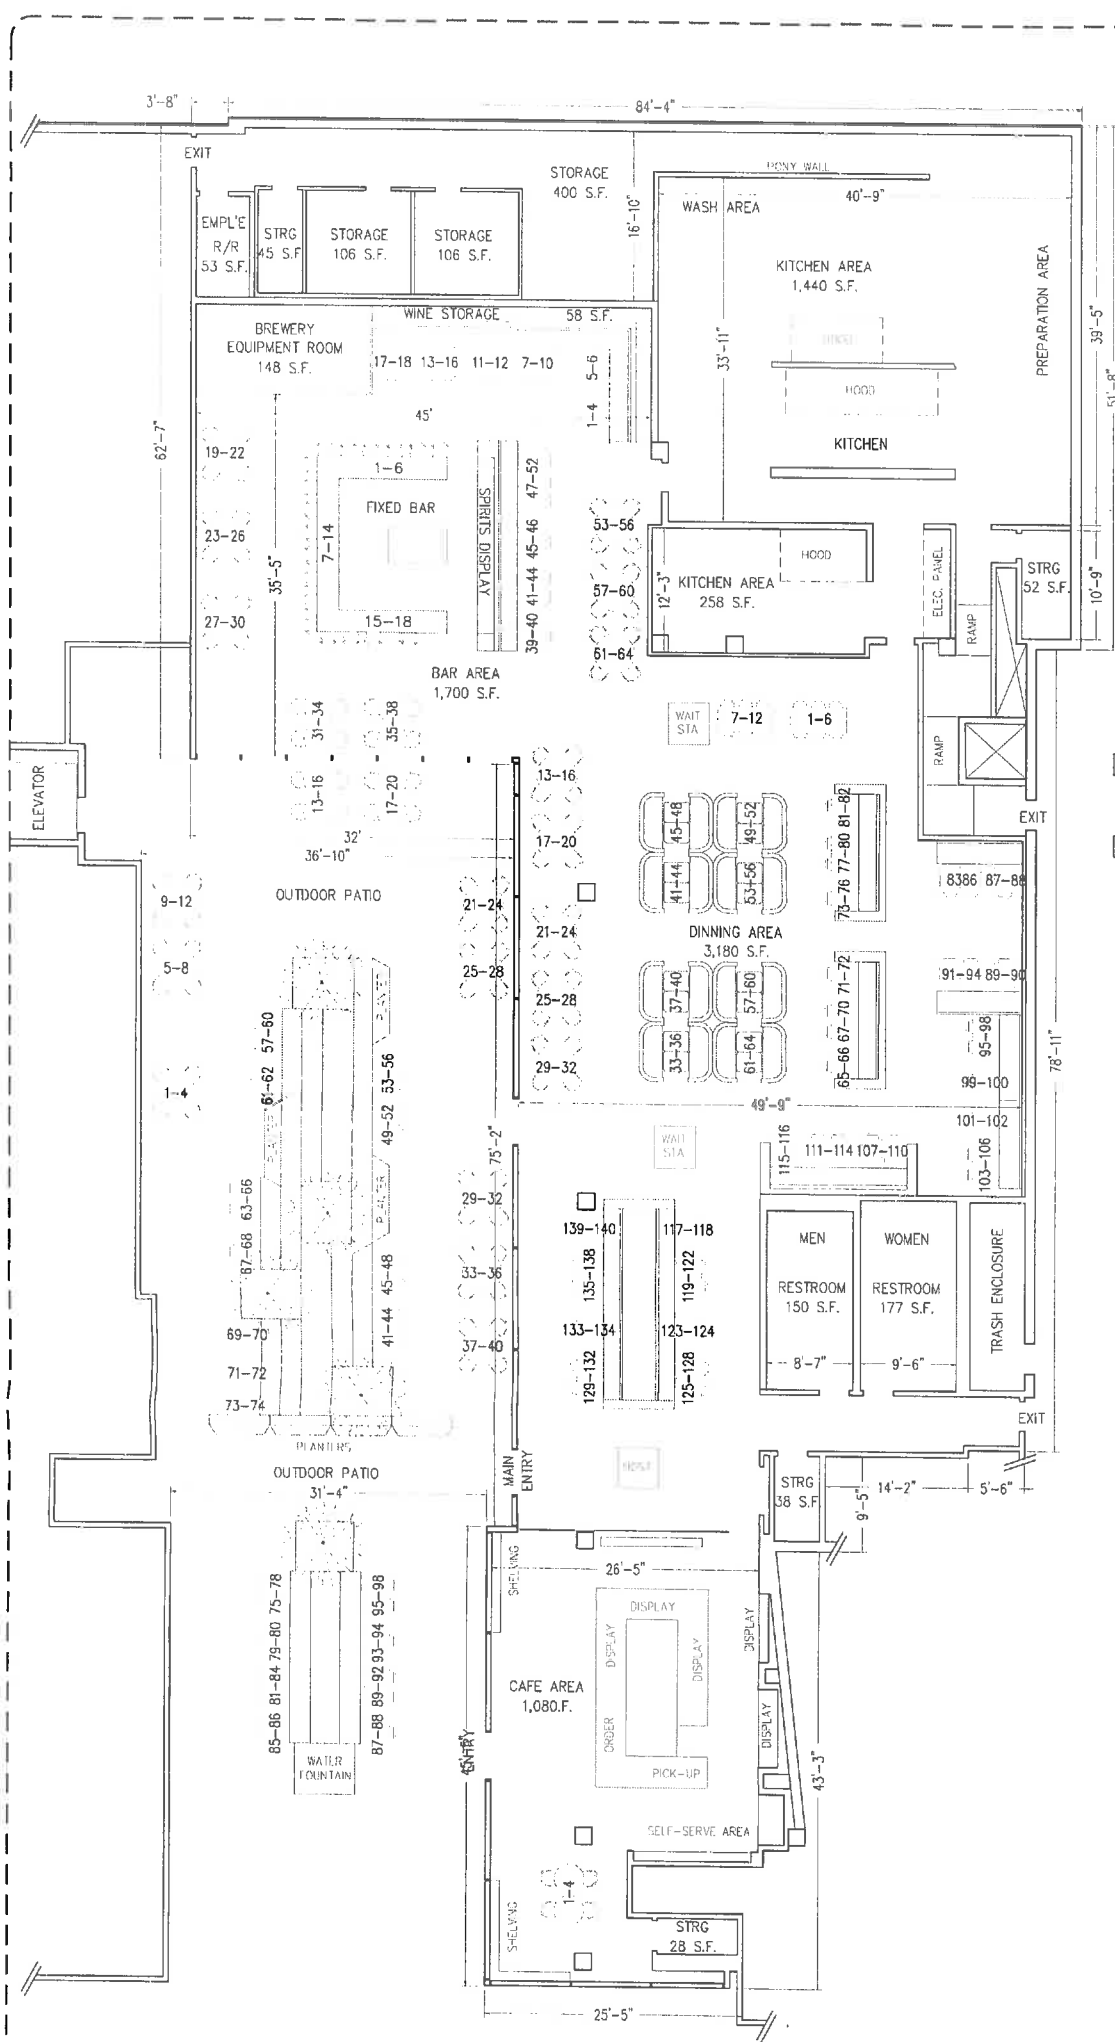 3'-8"
84'-4"
EXIT
STORAGE
400 S.F.
PONY WALL
40'-9"
WASH AREA
16'-10"
EMPL'E
R/R
53 S.F.
STRG
45 S.F
STORAGE
106 S.F.
STORAGE
106 S.F.
KITCHEN AREA
1,440 S.F.
PREPARATION AREA
39'-5"
51'-8"
33'-11"
WINE STORAGE
58 S.F.
BREWERY
EQUIPMENT ROOM
148 S.F.
17-18
13-16
11-12
7-10
5-6
1-4
HOOD
KITCHEN
45'
62'-7"
19-22
23-26
27-30
35'-5"
1-6
FIXED BAR
7-14
15-18
SPIRITS DISPLAY
47-52
45-46
41-44
39-40
53-56
57-60
61-64
HOOD
12'-3"
KITCHEN AREA
258 S.F.
ELEC. PANEL
STRG
52 S.F.
10'-9"
RAMP
BAR AREA
1,700 S.F.
31-34
35-38
WAIT
STA
7-12
1-6
RAMP
ELEVATOR
13-16
17-20
32'
36'-10"
13-16
17-20
45-48
49-52
41-44
53-56
81-82
77-80
73-76
EXIT
OUTDOOR PATIO
9-12
5-8
1-4
21-24
25-28
21-24
25-28
29-32
DINNING AREA
3,180 S.F.
8386
87-88
91-94
89-90
95-98
99-100
101-102
103-106
37-40
57-60
33-36
61-64
71-72
67-70
65-66
78'-11"
PLANTER
57-60
61-62
53-56
49-52
PLANTER
PLANTER
49'-9"
75'-2"
WAIT
STA
115-116
111-114
107-110
63-66
67-68
45-48
41-44
29-32
33-36
37-40
139-140
135-138
133-134
129-132
117-118
119-122
123-124
125-128
MEN
RESTROOM
150 S.F.
8'-7"
WOMEN
RESTROOM
177 S.F.
9'-6"
TRASH ENCLOSURE
69-70
71-72
73-74
PLANTERS
EXIT
OUTDOOR PATIO
31'-4"
MAIN
ENTRY
HOST
STRG
38 S.F.
14'-2"
5'-6"
9'-5"
SHELVING
26'-5"
DISPLAY
DISPLAY
DISPLAY
DISPLAY
DISPLAY
75-78
79-80
81-84
85-86
95-98
93-94
89-92
87-88
CAFE AREA
1,080.F.
ORDER
PICK-UP
WATER
FOUNTAIN
ENTRY
43'-3"
SELF-SERVE AREA
1-4
SHELVING
STRG
28 S.F.
25'-5"